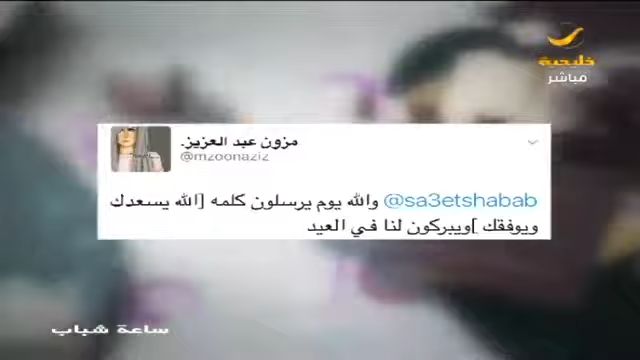 خليجية
مباشر
مزون عبد العزيز.
@mzoonaziz
@sa3etshabab والله يوم يرسلون كلمه [الله يسعدك
ويوفقك ]ويبركون لنا في العيد
ساعة شباب